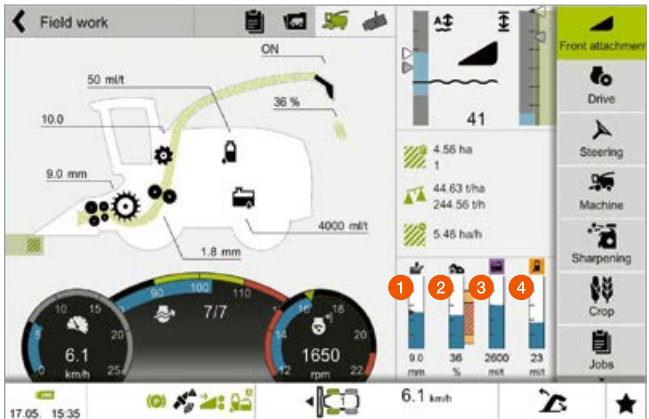 Field work
ON
50 ml/t
36 %
10.0
9.0 mm
4000 ml/t
1.8 mm
41
4.56 ha
1
44.63 t/ha
244.56 t/h
5.48 ha/h
1 2 3 4
9.0 36 2600 23
mm % ml/t ml/t
5 10 15 20 25
0
6.1
km/h
90 100 110
7/7
12 14 16 18 20 22
1650
rpm
Front attachment
Drive
Steering
Machine
Sharpening
Crop
Jobs
17.05. 15:35
6.1 km/h